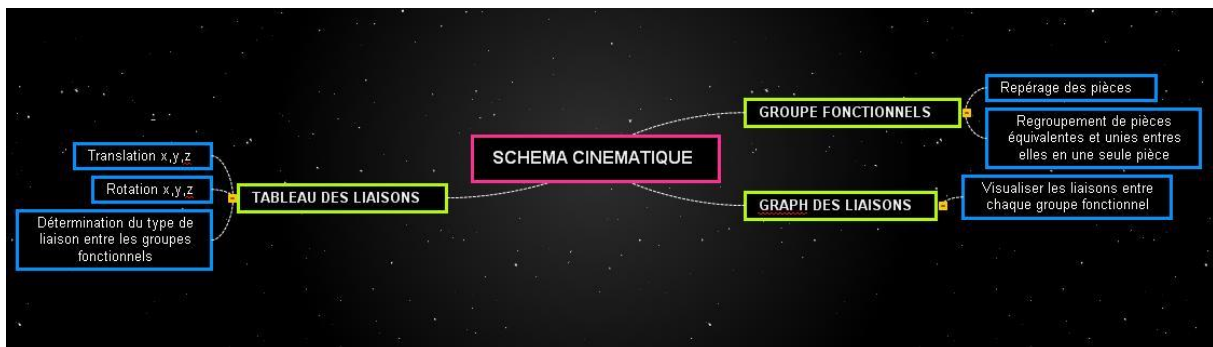 SCHEMA CINEMATIQUE
GROUPE FONCTIONNELS
Repérage des pièces
Regroupement de pièces
équivalentes et unies entres
elles en une seule pièce
GRAPH DES LIAISONS
Visualiser les liaisons entre
chaque groupe fonctionnel
TABLEAU DES LIAISONS
Translation x,y,z
Rotation x,y,z
Détermination du type de
liaison entre les groupes
fonctionnels